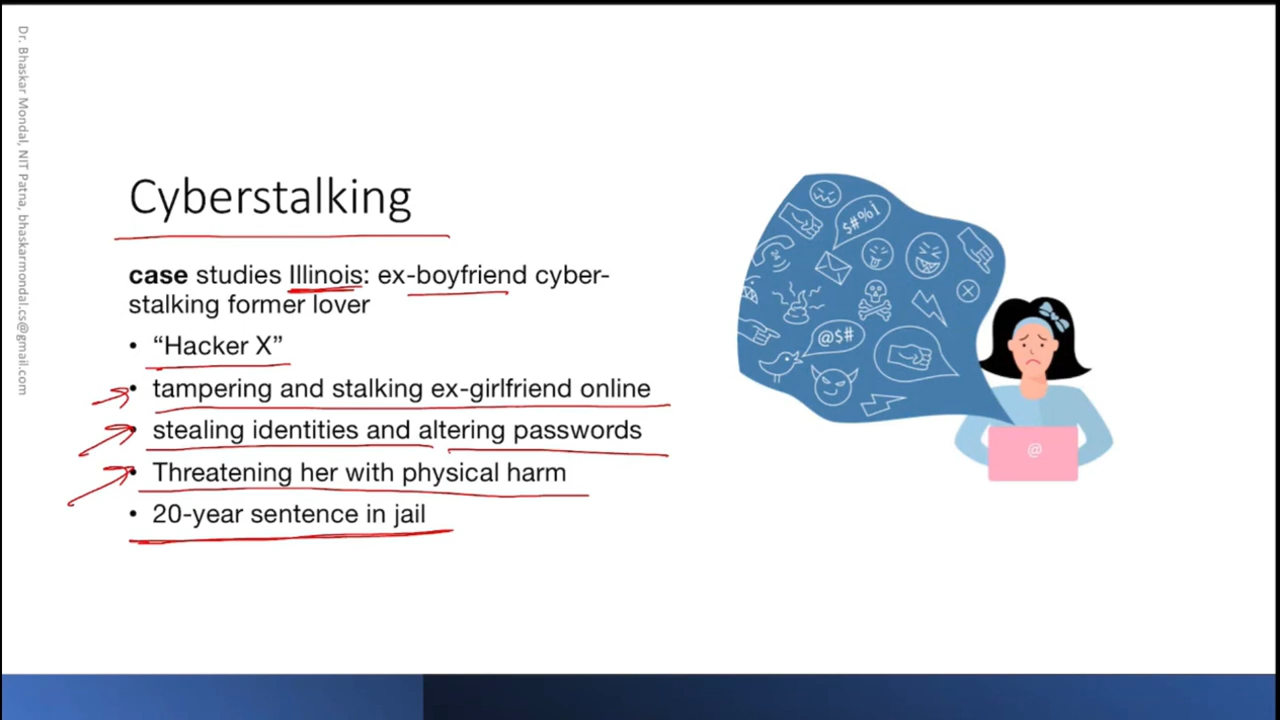 Dr. Bhaskar Mondal, NIT Patna, bhaskarmondal.cs@gmail.com
Cyberstalking
case studies Illinois: ex-boyfriend cyber-
stalking former lover
• “Hacker X”
• tampering and stalking ex-girlfriend online
• stealing identities and altering passwords
• Threatening her with physical harm
• 20-year sentence in jail
$#%¡
@$#
@